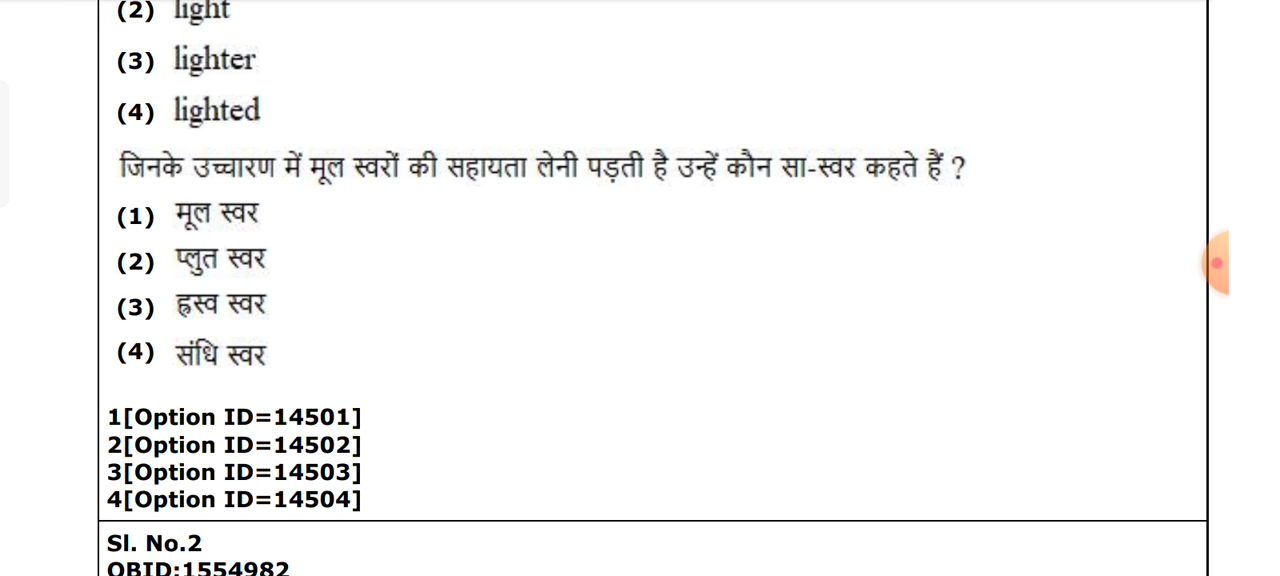 (2) light
(3) lighter
(4) lighted
जिनके उच्चारण में मूल स्वरों की सहायता लेनी पड़ती है उन्हें कौन सा-स्वर कहते हैं ?
(1) मूल स्वर
(2) प्लुत स्वर
(3) ह्रस्व स्वर
(4) संधि स्वर
1[Option ID=14501]
2[Option ID=14502]
3[Option ID=14503]
4[Option ID=14504]
Sl. No.2
QBID:1554982